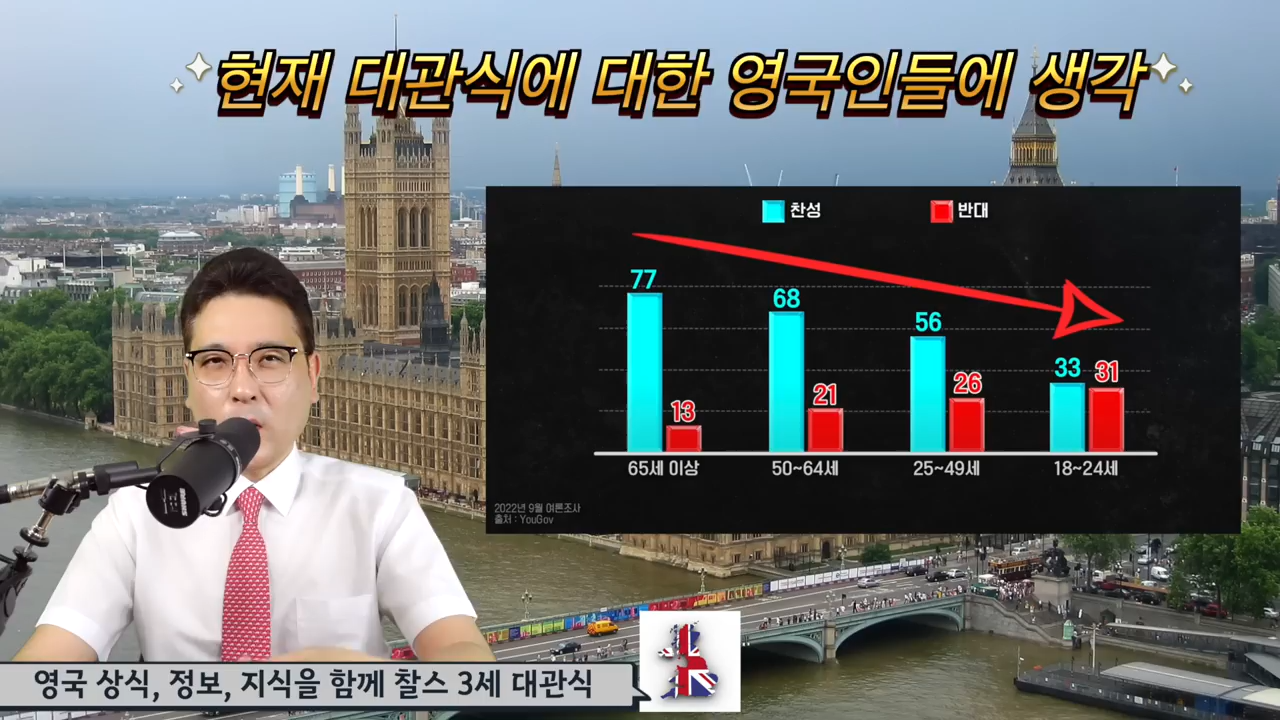 현재 대관식에 대한 영국인들에 생각
찬성
반대
77
13
68
21
56
26
33
31
65세 이상
50~64세
25~49세
18~24세
2022년 9월 여론조사
출처 : YouGov
영국 상식, 정보, 지식을 함께 찰스 3세 대관식